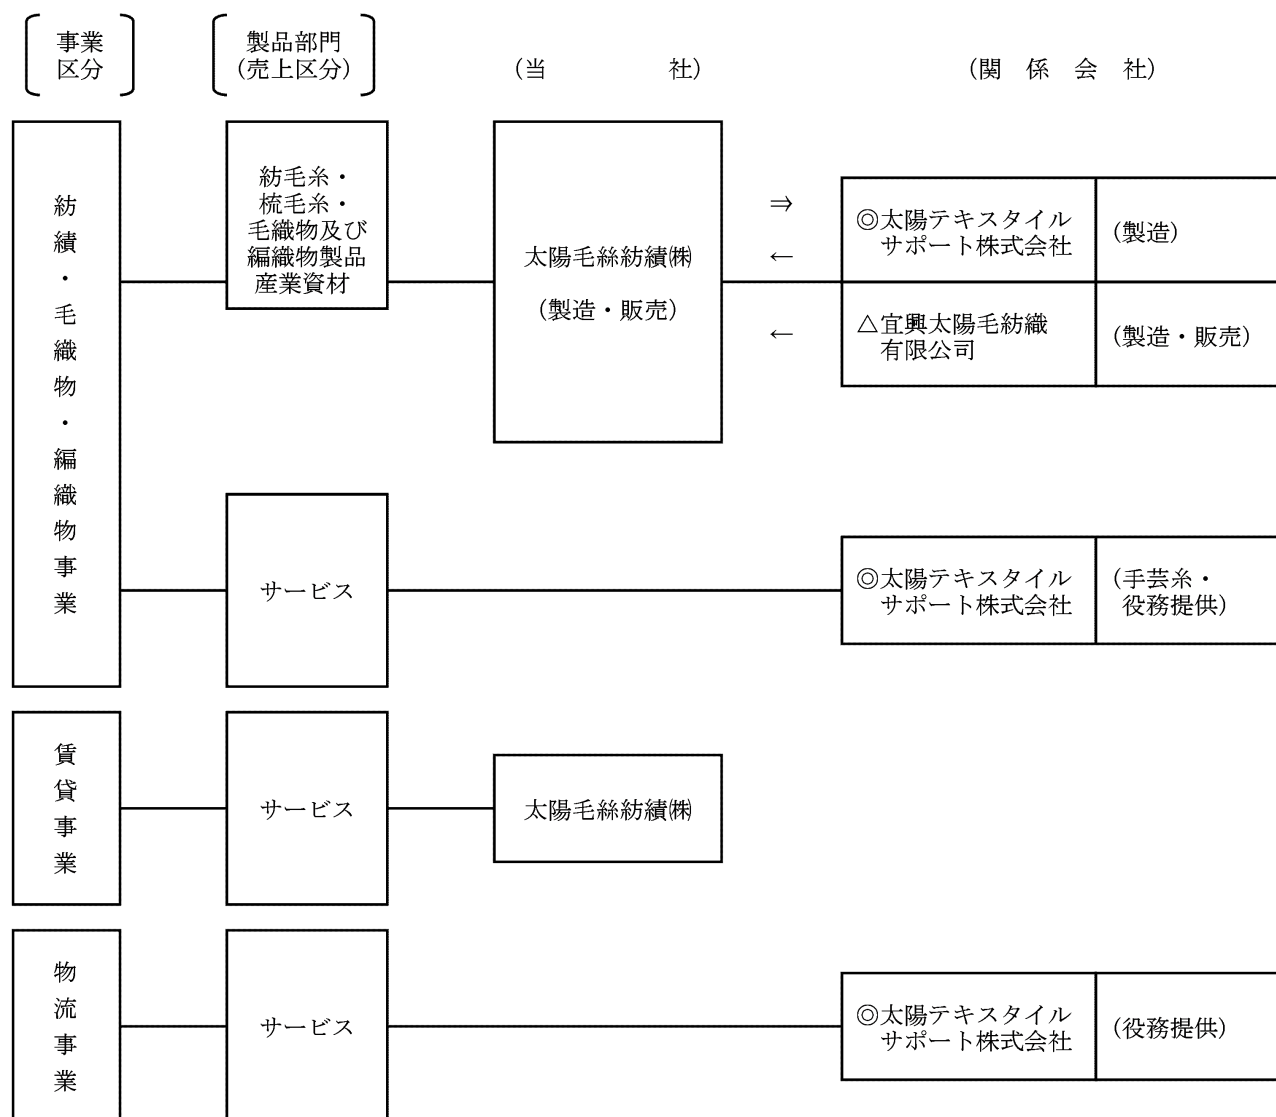 事業
区分
製品部門
(売上区分)
(当　　　　　社)
(関　係　会　社)
紡績・毛織物・編織物事業
紡毛糸・
梳毛糸・
毛織物及び
編織物製品
産業資材
太陽毛絲紡績㈱
(製造・販売)
⇒
←
←
◎太陽テキスタイル
サポート株式会社
(製造)
△宜興太陽毛紡織
有限公司
(製造・販売)
サービス
◎太陽テキスタイル
サポート株式会社
(手芸糸・
役務提供)
賃貸事業
サービス
太陽毛絲紡績㈱
物流事業
サービス
◎太陽テキスタイル
サポート株式会社
(役務提供)